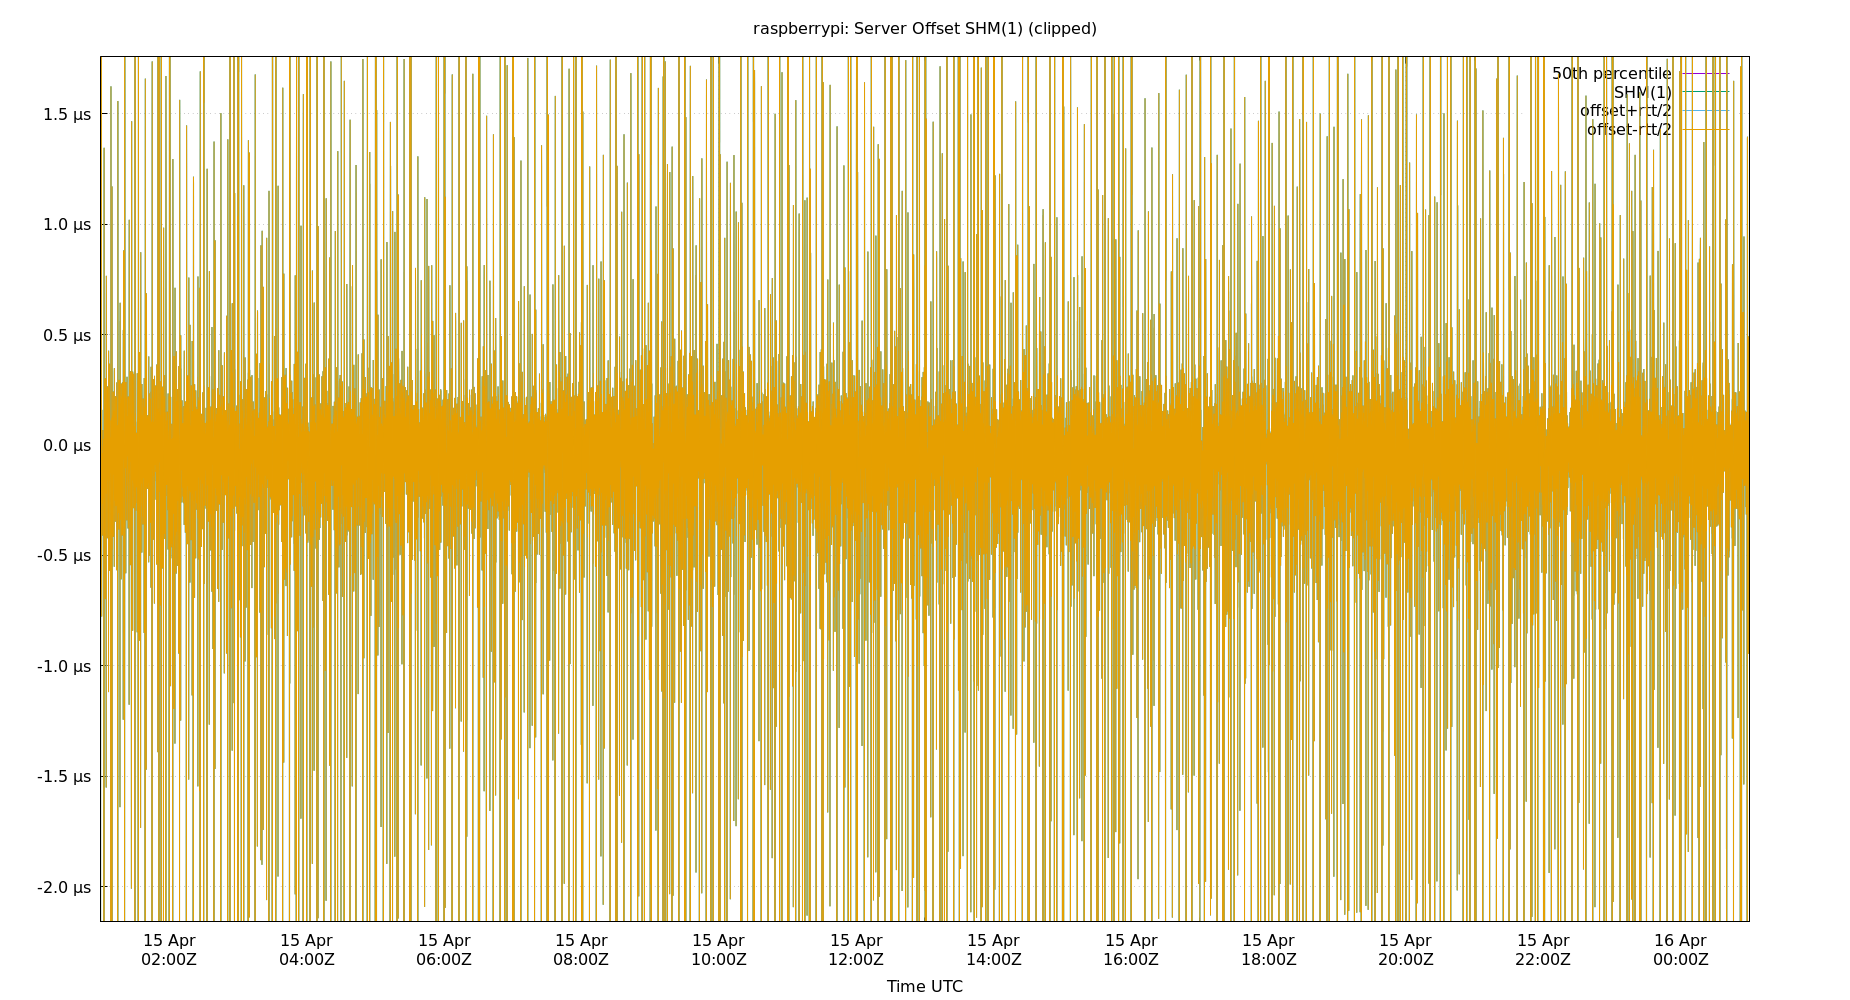 raspberrypi: Server Offset SHM(1) (clipped)
50th percentile
SHM(1)
offset+rtt/2
offset-rtt/2
1.5 µs
1.0 µs
0.5 µs
0.0 µs
-0.5 µs
-1.0 µs
-1.5 µs
-2.0 µs
15 Apr 15 Apr 15 Apr 15 Apr 15 Apr 15 Apr 15 Apr 15 Apr 15 Apr 15 Apr 15 Apr 16 Apr
02:00Z 04:00Z 06:00Z 08:00Z 10:00Z 12:00Z 14:00Z 16:00Z 18:00Z 20:00Z 22:00Z 00:00Z
Time UTC